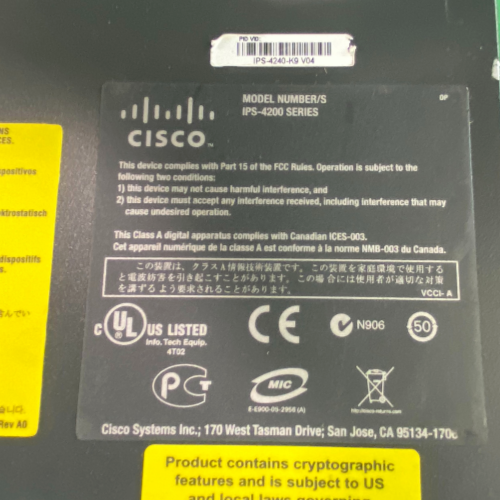 PID VID
IPS-4240-K9 V04
MODEL NUMBER/S
IPS-4200 SERIES
OP
CISCO
This device complies with Part 15 of the FCC Rules. Operation is subject to the
following two conditions:
1) this device may not cause harmful interference, and
2) this device must accept any interference received, including interference that may
cause undesired operation.
This Class A digital apparatus complies with Canadian ICES-003.
Cet appareil numérique de la classe A est conforme à la norme NMB-003 du Canada.
この装置は、クラスA情報技術装置です。この装置を家庭環境で使用する
と電波妨害を引き起こすことがあります。この場合には使用者が適切な対策
を講ずるよう要求されることがあります。
VCCI-A
C UL US LISTED
Info. Tech Equip.
4T02
CE
N906
50
PCT
MIC
E-E900-05-2956 (A)
Cisco Systems Inc.; 170 West Tasman Drive; San Jose, CA 95134-170
Product contains cryptographic
features and is subject to US
and local laws governing
Rev A0